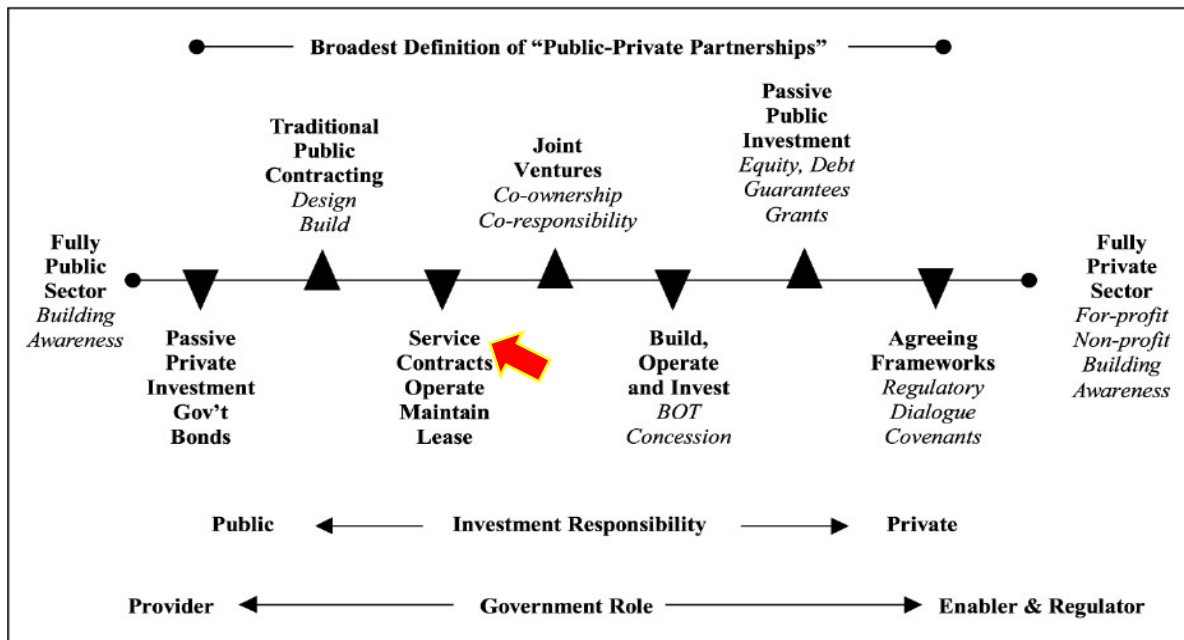 Broadest Definition of “Public-Private Partnerships”
Traditional
Public
Contracting
Design
Build
Joint
Ventures
Co-ownership
Co-responsibility
Passive
Public
Investment
Equity, Debt
Guarantees
Grants
Fully
Public
Sector
Building
Awareness
Fully
Private
Sector
For-profit
Non-profit
Building
Awareness
Passive
Private
Investment
Gov’t
Bonds
Service
Contracts
Operate
Maintain
Lease
Build,
Operate
and Invest
BOT
Concession
Agreeing
Frameworks
Regulatory
Dialogue
Covenants
Public Investment Responsibility Private
Provider Government Role Enabler & Regulator